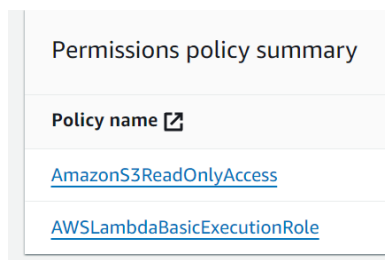 Permissions policy summary
Policy name
AmazonS3ReadOnlyAccess
AWSLambdaBasicExecutionRole